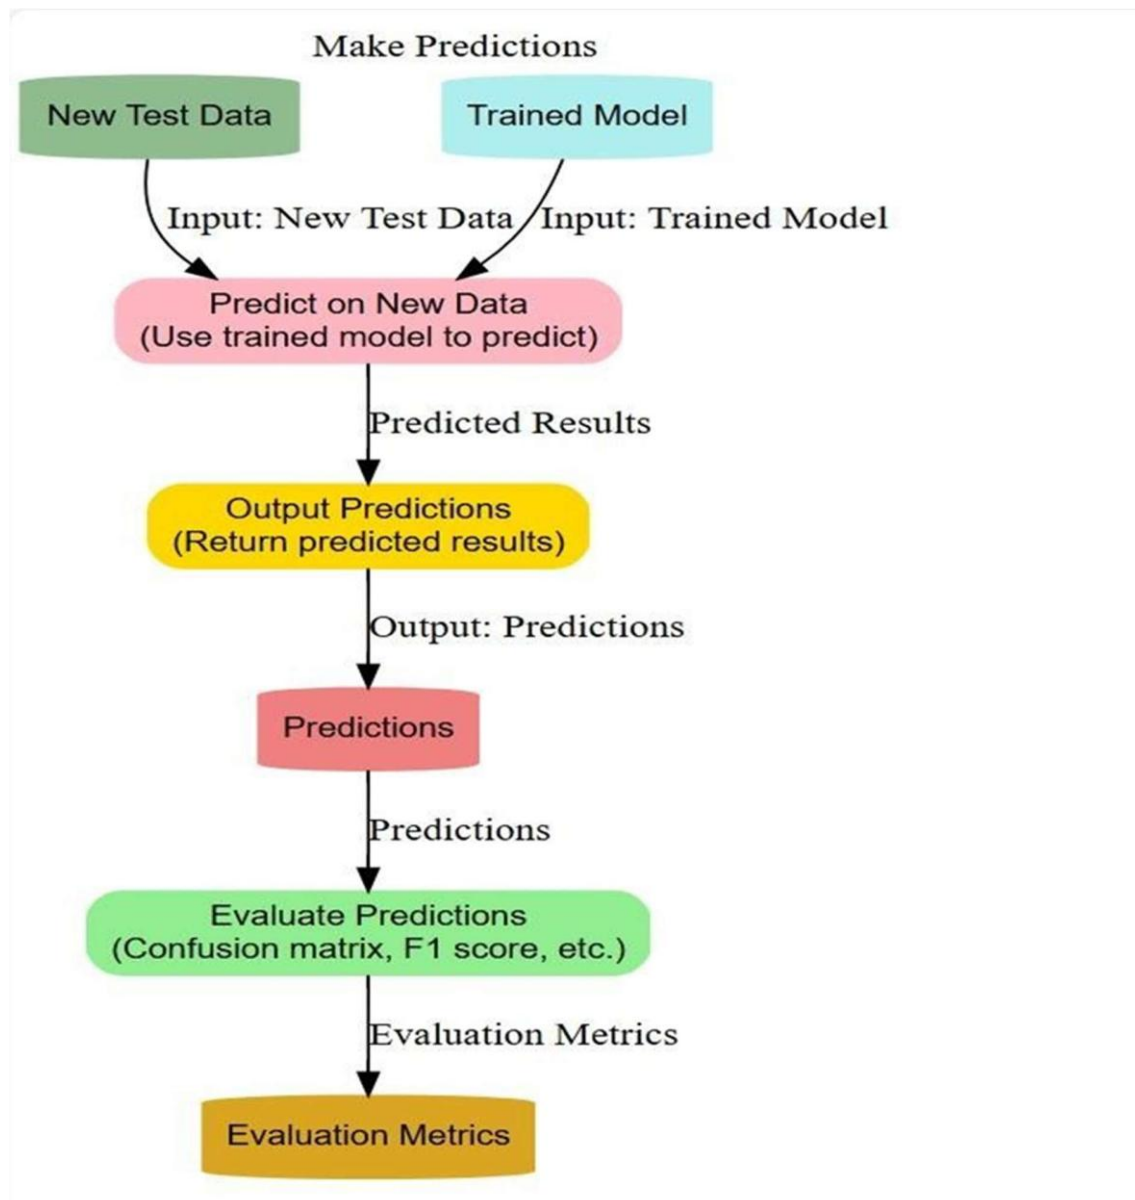 Make Predictions
New Test Data
Trained Model
Input: New Test Data
Input: Trained Model
Predict on New Data
(Use trained model to predict)
Predicted Results
Output Predictions
(Return predicted results)
Output: Predictions
Predictions
Predictions
Evaluate Predictions
(Confusion matrix, F1 score, etc.)
Evaluation Metrics
Evaluation Metrics